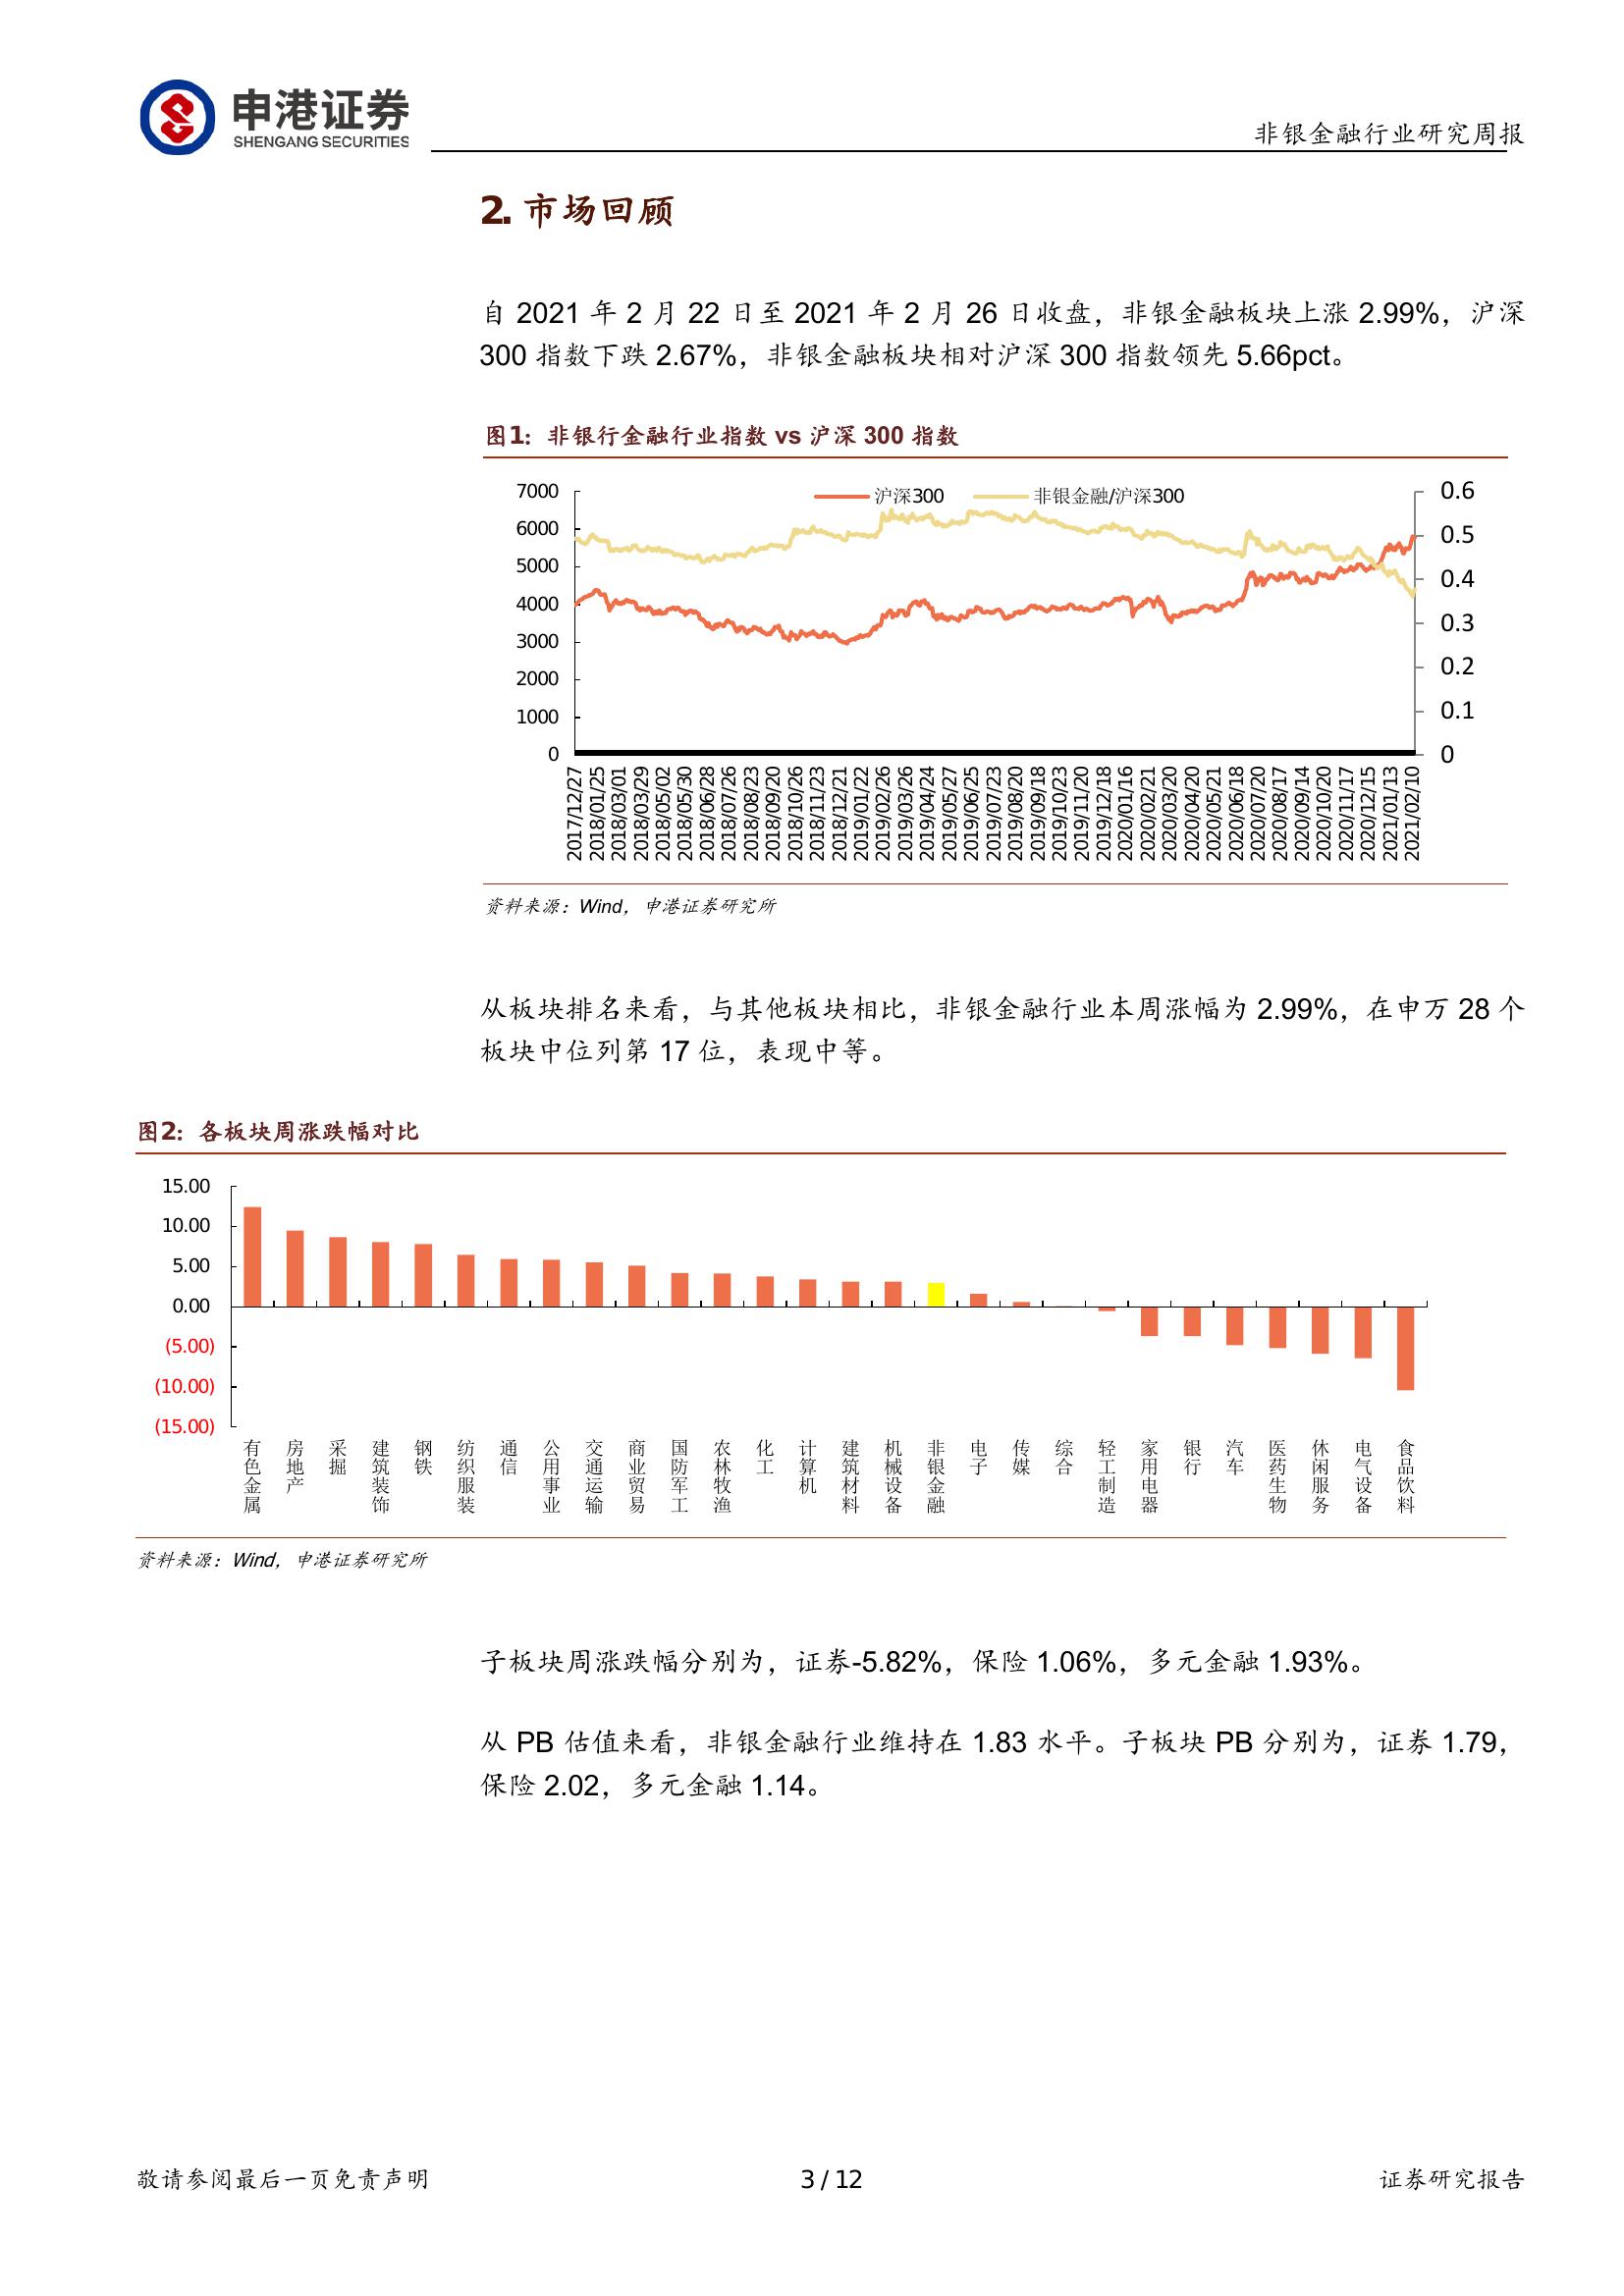 申港证券
SHENGANG SECURITIES
非银金融行业研究周报
2. 市场回顾
自 2021 年 2 月 22 日至 2021 年 2 月 26 日收盘，非银金融板块上涨 2.99%，沪深
300 指数下跌 2.67%，非银金融板块相对沪深 300 指数领先 5.66pct。
图1：非银行金融行业指数 vs 沪深 300 指数
沪深300 非银金融/沪深300
7000 0.6
6000 0.5
5000 0.4
4000 0.3
3000 0.2
2000 0.1
1000 0
0
2017/12/27
2018/01/25
2018/03/01
2018/03/29
2018/05/02
2018/05/30
2018/06/28
2018/07/26
2018/08/23
2018/09/20
2018/10/26
2018/11/23
2018/12/21
2019/01/22
2019/02/26
2019/03/26
2019/04/24
2019/05/27
2019/06/25
2019/07/23
2019/08/20
2019/09/18
2019/10/23
2019/11/20
2019/12/18
2020/01/16
2020/02/21
2020/03/20
2020/04/20
2020/05/21
2020/06/18
2020/07/20
2020/08/17
2020/09/14
2020/10/20
2020/11/17
2020/12/15
2021/01/13
2021/02/10
资料来源：Wind，申港证券研究所
从板块排名来看，与其他板块相比，非银金融行业本周涨幅为 2.99%，在申万 28 个
板块中位列第 17 位，表现中等。
图2：各板块周涨跌幅对比
15.00
10.00
5.00
0.00
(5.00)
(10.00)
(15.00)
有色金属
房地产
采掘
建筑装饰
钢铁
纺织服装
通信
公用事业
交通运输
商业贸易
国防军工
农林牧渔
化工
计算机
建筑材料
机械设备
非银金融
电子
传媒
综合
轻工制造
家用电器
银行
汽车
医药生物
休闲服务
电气设备
食品饮料
资料来源：Wind，申港证券研究所
子板块周涨跌幅分别为，证券-5.82%，保险 1.06%，多元金融 1.93%。
从 PB 估值来看，非银金融行业维持在 1.83 水平。子板块 PB 分别为，证券 1.79，
保险 2.02，多元金融 1.14。
敬请参阅最后一页免责声明
3 / 12
证券研究报告